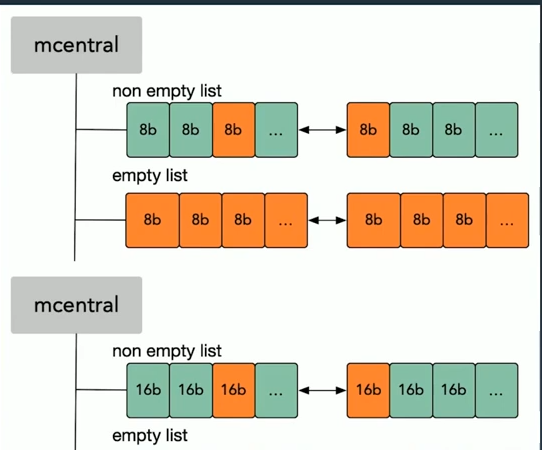 mcentral
non empty list
8b 8b 8b ... 8b 8b 8b ...
empty list
8b 8b 8b ... 8b 8b 8b ...
mcentral
non empty list
16b 16b 16b ... 16b 16b 16b ...
empty list